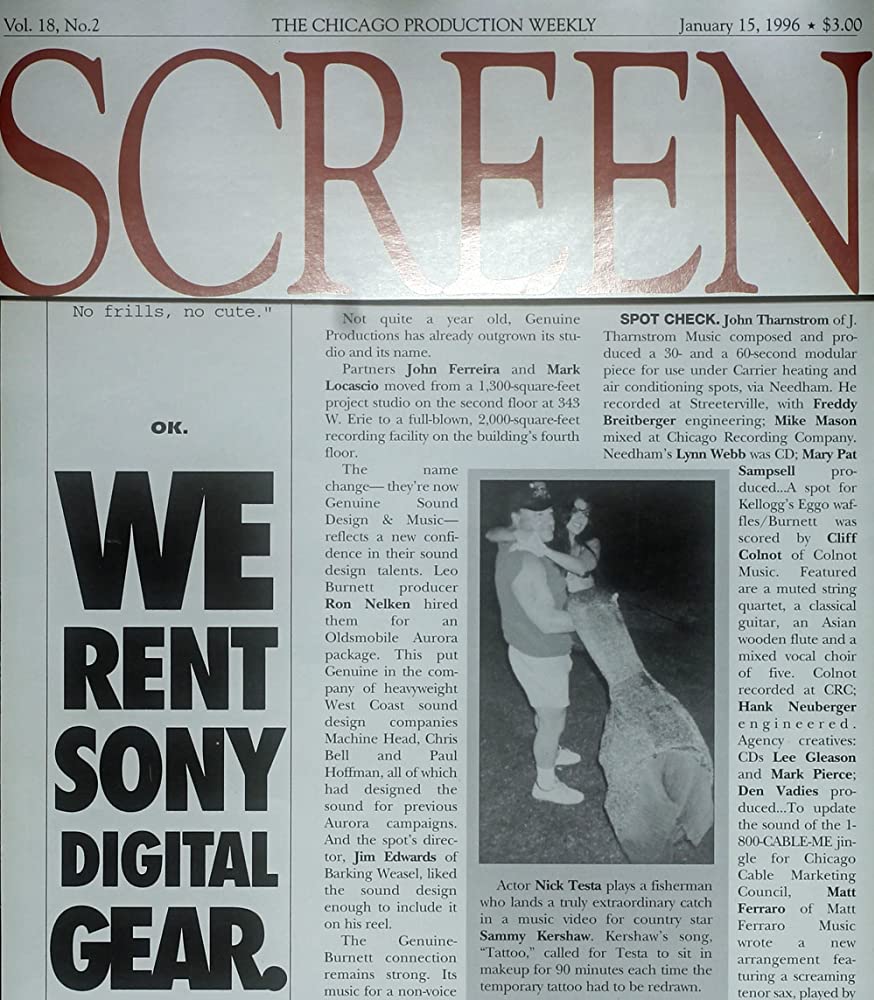 Vol. 18, No.2
THE CHICAGO PRODUCTION WEEKLY
January 15, 1996 ★ $3.00
SCREEN
No frills, no cute."
OK.
WE
RENT
SONY
DIGITAL
GEAR.
Not quite a year old, Genuine
Productions has already outgrown its stu-
dio and its name.
Partners John Ferreira and Mark
Locascio moved from a 1,300-square-feet
project studio on the second floor at 343
W. Erie to a full-blown, 2,000-square-feet
recording facility on the building's fourth
floor.
The name
change— they're now
Genuine Sound
Design & Music—
reflects a new confi-
dence in their sound
design talents. Leo
Burnett producer
Ron Nelken hired
them for an
Oldsmobile Aurora
package. This put
Genuine in the com-
pany of heavyweight
West Coast sound
design companies
Machine Head, Chris
Bell and Paul
Hoffman, all of which
had designed the
sound for previous
Aurora campaigns.
And the spot's direc-
tor, Jim Edwards of
Barking Weasel, liked
the sound design
enough to include it
on his reel.
The Genuine-
Burnett connection
remains strong. Its
music for a non-voice
Actor Nick Testa plays a fisherman
who lands a truly extraordinary catch
in a music video for country star
Sammy Kershaw. Kershaw's song,
"Tattoo," called for Testa to sit in
makeup for 90 minutes each time the
temporary tattoo had to be redrawn.
SPOT CHECK. John Tharnstrom of J.
Tharnstrom Music composed and pro-
duced a 30- and a 60-second modular
piece for use under Carrier heating and
air conditioning spots, via Needham. He
recorded at Streeterville, with Freddy
Breitberger engineering; Mike Mason
mixed at Chicago Recording Company.
Needham's Lynn Webb was CD; Mary Pat
Sampsell pro-
duced...A spot for
Kellogg's Eggo waf-
fles/Burnett was
scored by Cliff
Colnot of Colnot
Music. Featured
are a muted string
quartet, a classical
guitar, an Asian
wooden flute and a
mixed vocal choir
of five. Colnot
recorded at CRC;
Hank Neuberger
engineered.
Agency creatives:
CDs Lee Gleason
and Mark Pierce;
Den Vadies pro-
duced...To update
the sound of the 1-
800-CABLE-ME jin-
gle for Chicago
Cable Marketing
Council, Matt
Ferraro of Matt
Ferraro Music
wrote a new
arrangement fea-
turing a screaming
tenor sax, played by